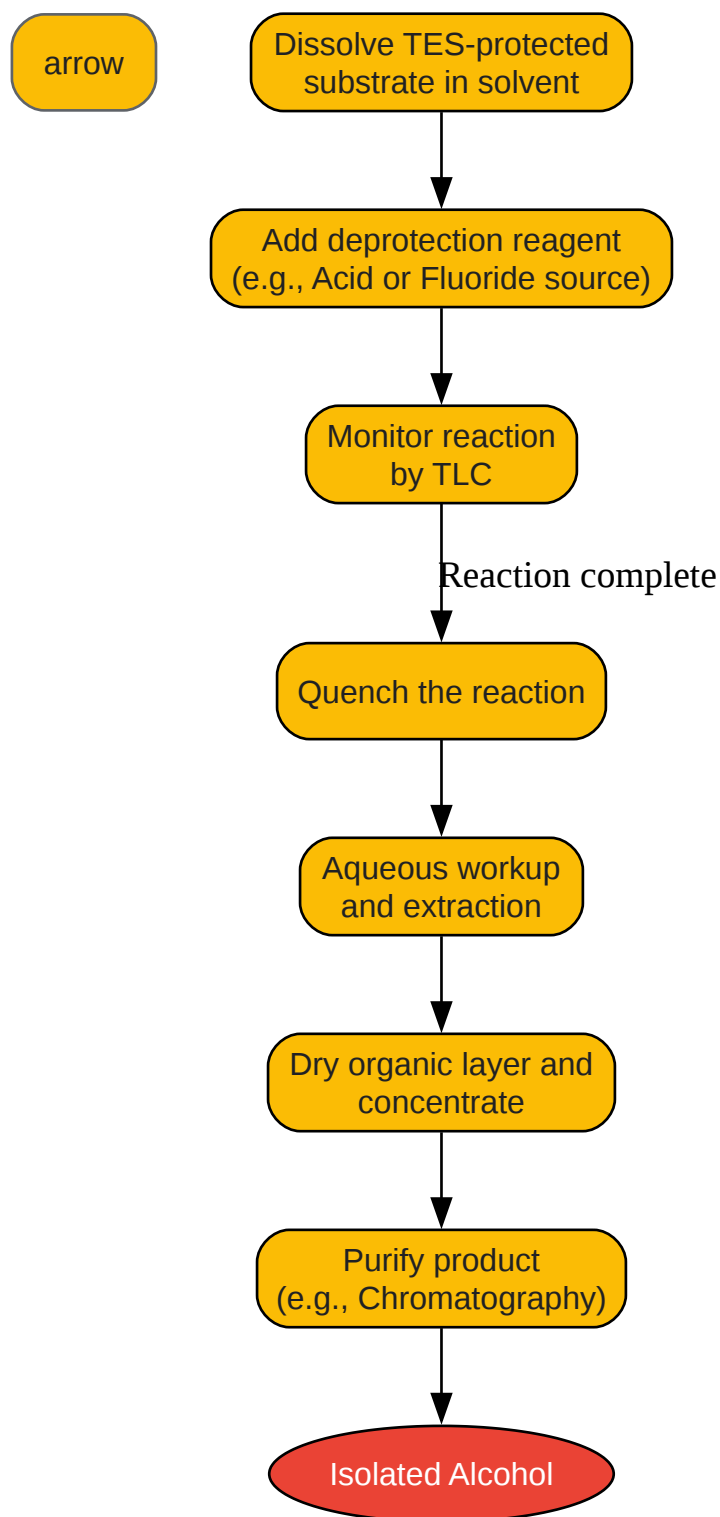 arrow
Dissolve TES-protected
substrate in solvent
Add deprotection reagent
(e.g., Acid or Fluoride source)
Monitor reaction
by TLC
Reaction complete
Quench the reaction
Aqueous workup
and extraction
Dry organic layer and
concentrate
Purify product
(e.g., Chromatography)
Isolated Alcohol